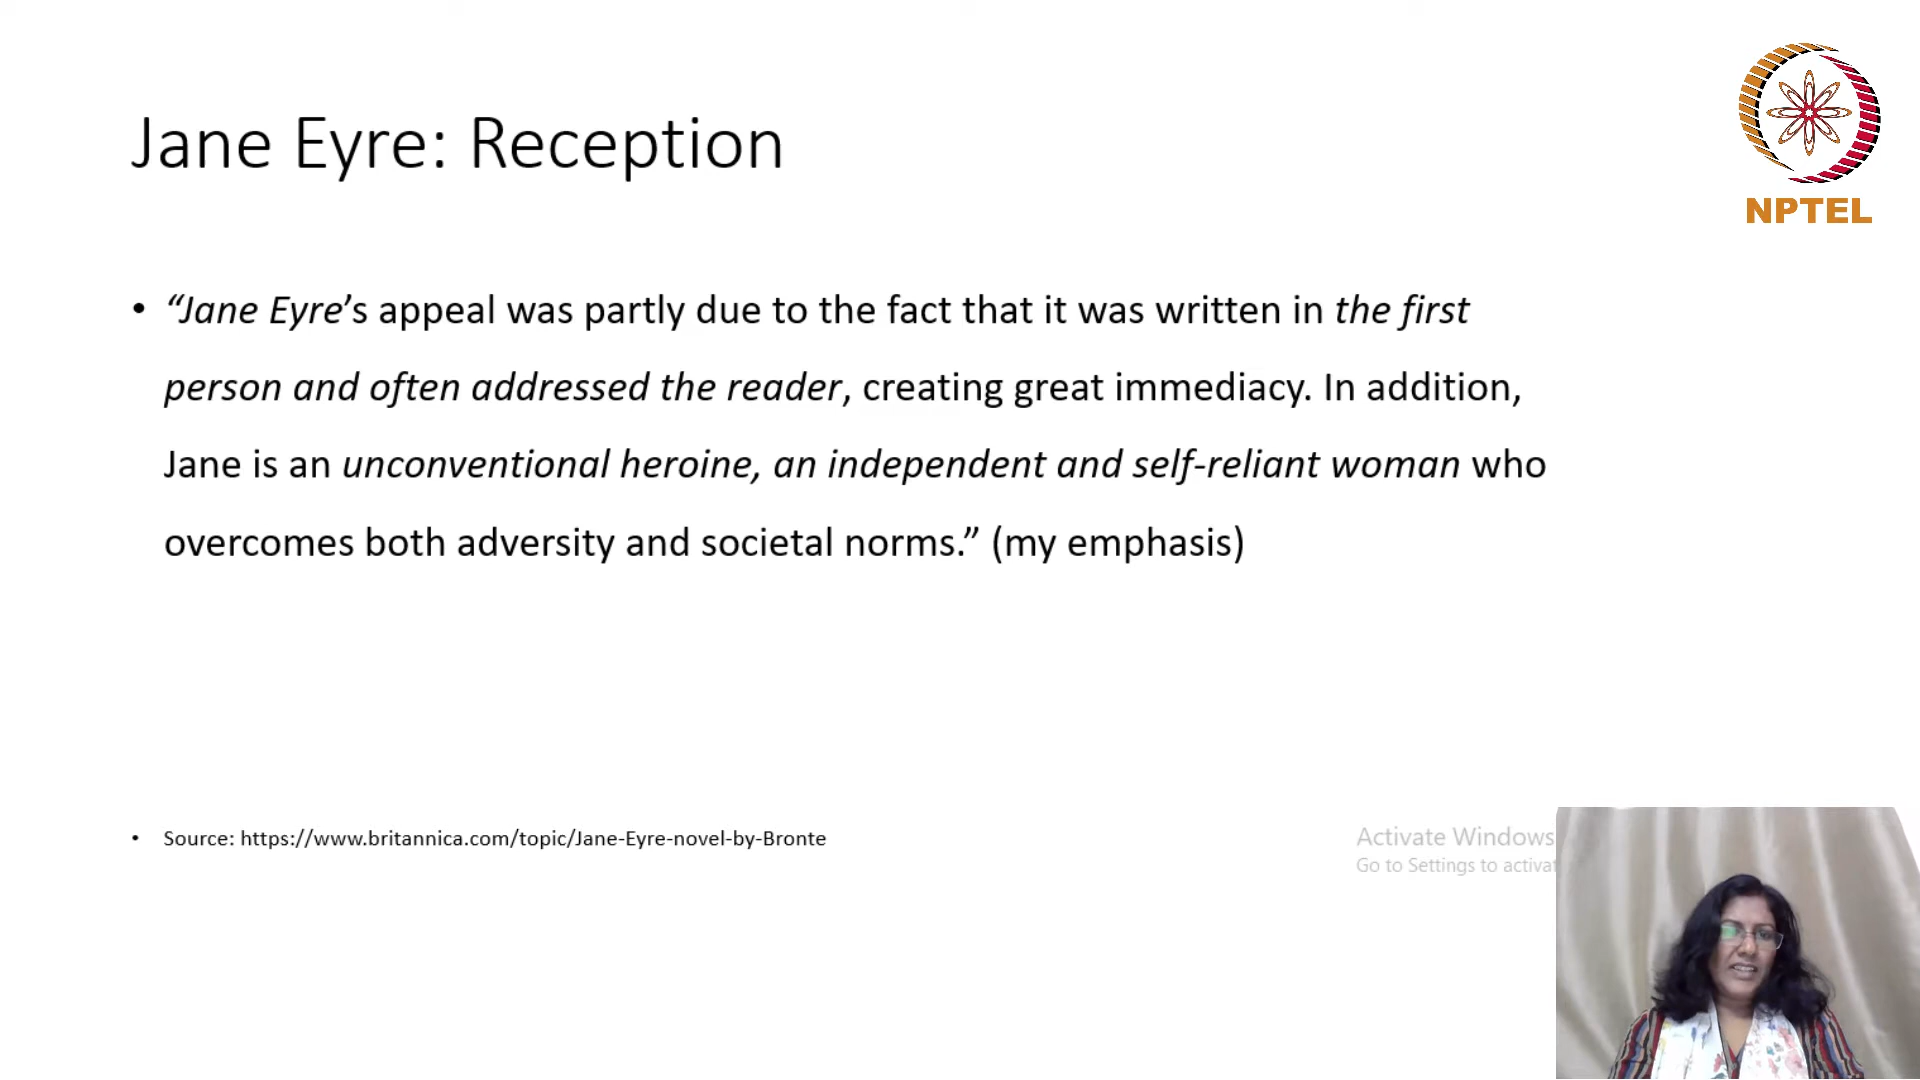 Jane Eyre: Reception
NPTEL
• “Jane Eyre’s appeal was partly due to the fact that it was written in the first
person and often addressed the reader, creating great immediacy. In addition,
Jane is an unconventional heroine, an independent and self-reliant woman who
overcomes both adversity and societal norms.” (my emphasis)
• Source: https://www.britannica.com/topic/Jane-Eyre-novel-by-Bronte
Activate Windows
Go to Settings to activat